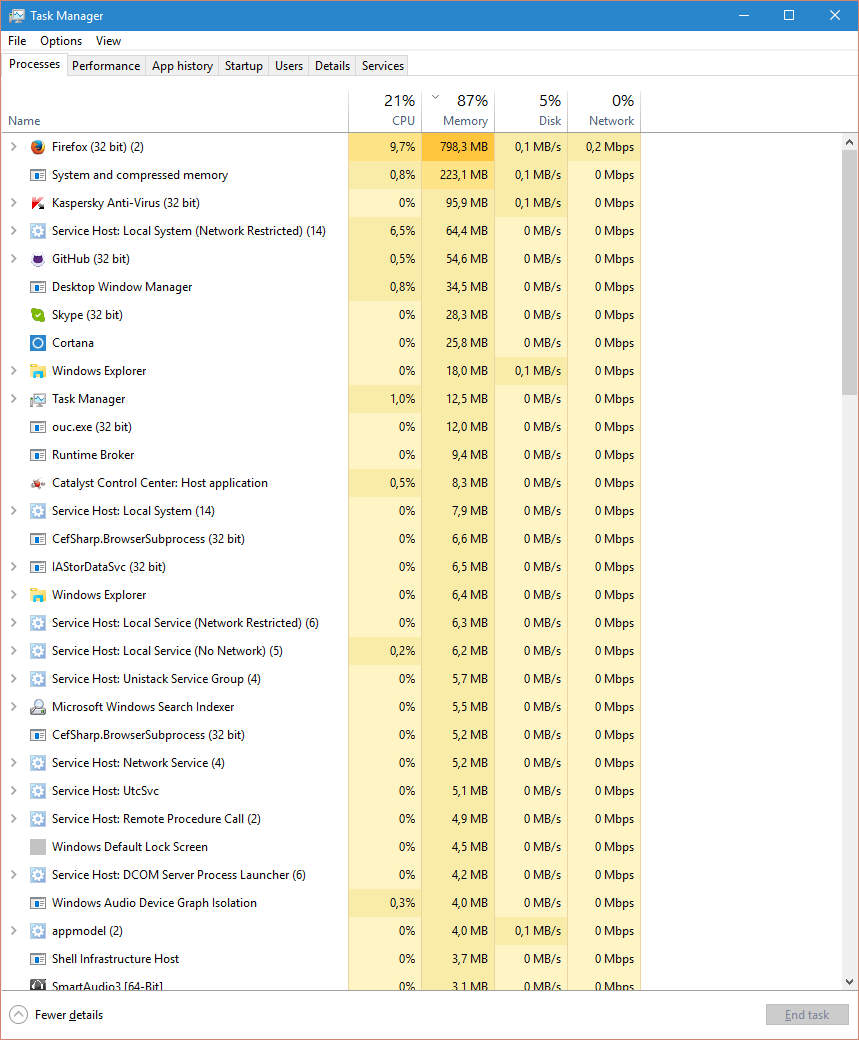 Task Manager
File Options View
Processes Performance App history Startup Users Details Services
21% 87% 5% 0%
Name CPU Memory Disk Network
Firefox (32 bit) (2) 9,7% 798,3 MB 0,1 MB/s 0,2 Mbps
System and compressed memory 0,8% 223,1 MB 0,1 MB/s 0 Mbps
Kaspersky Anti-Virus (32 bit) 0% 95,9 MB 0,1 MB/s 0 Mbps
Service Host: Local System (Network Restricted) (14) 6,5% 64,4 MB 0 MB/s 0 Mbps
GitHub (32 bit) 0,5% 54,6 MB 0 MB/s 0 Mbps
Desktop Window Manager 0,8% 34,5 MB 0 MB/s 0 Mbps
Skype (32 bit) 0% 28,3 MB 0 MB/s 0 Mbps
Cortana 0% 25,8 MB 0 MB/s 0 Mbps
Windows Explorer 0% 18,0 MB 0,1 MB/s 0 Mbps
Task Manager 1,0% 12,5 MB 0 MB/s 0 Mbps
ouc.exe (32 bit) 0% 12,0 MB 0 MB/s 0 Mbps
Runtime Broker 0% 9,4 MB 0 MB/s 0 Mbps
Catalyst Control Center: Host application 0,5% 8,3 MB 0 MB/s 0 Mbps
Service Host: Local System (14) 0% 7,9 MB 0 MB/s 0 Mbps
CefSharp.BrowserSubprocess (32 bit) 0% 6,6 MB 0 MB/s 0 Mbps
IAStorDataSvc (32 bit) 0% 6,5 MB 0 MB/s 0 Mbps
Windows Explorer 0% 6,4 MB 0 MB/s 0 Mbps
Service Host: Local Service (Network Restricted) (6) 0% 6,3 MB 0 MB/s 0 Mbps
Service Host: Local Service (No Network) (5) 0,2% 6,2 MB 0 MB/s 0 Mbps
Service Host: Unistack Service Group (4) 0% 5,7 MB 0 MB/s 0 Mbps
Microsoft Windows Search Indexer 0% 5,5 MB 0 MB/s 0 Mbps
CefSharp.BrowserSubprocess (32 bit) 0% 5,2 MB 0 MB/s 0 Mbps
Service Host: Network Service (4) 0% 5,2 MB 0 MB/s 0 Mbps
Service Host: UtcSvc 0% 5,1 MB 0 MB/s 0 Mbps
Service Host: Remote Procedure Call (2) 0% 4,9 MB 0 MB/s 0 Mbps
Windows Default Lock Screen 0% 4,5 MB 0 MB/s 0 Mbps
Service Host: DCOM Server Process Launcher (6) 0% 4,2 MB 0 MB/s 0 Mbps
Windows Audio Device Graph Isolation 0,3% 4,0 MB 0 MB/s 0 Mbps
appmodel (2) 0% 4,0 MB 0,1 MB/s 0 Mbps
Shell Infrastructure Host 0% 3,7 MB 0 MB/s 0 Mbps
SmartAudio3 [64-Bit] 0% 3,1 MB 0 MB/s 0 Mbps
Fewer details End task